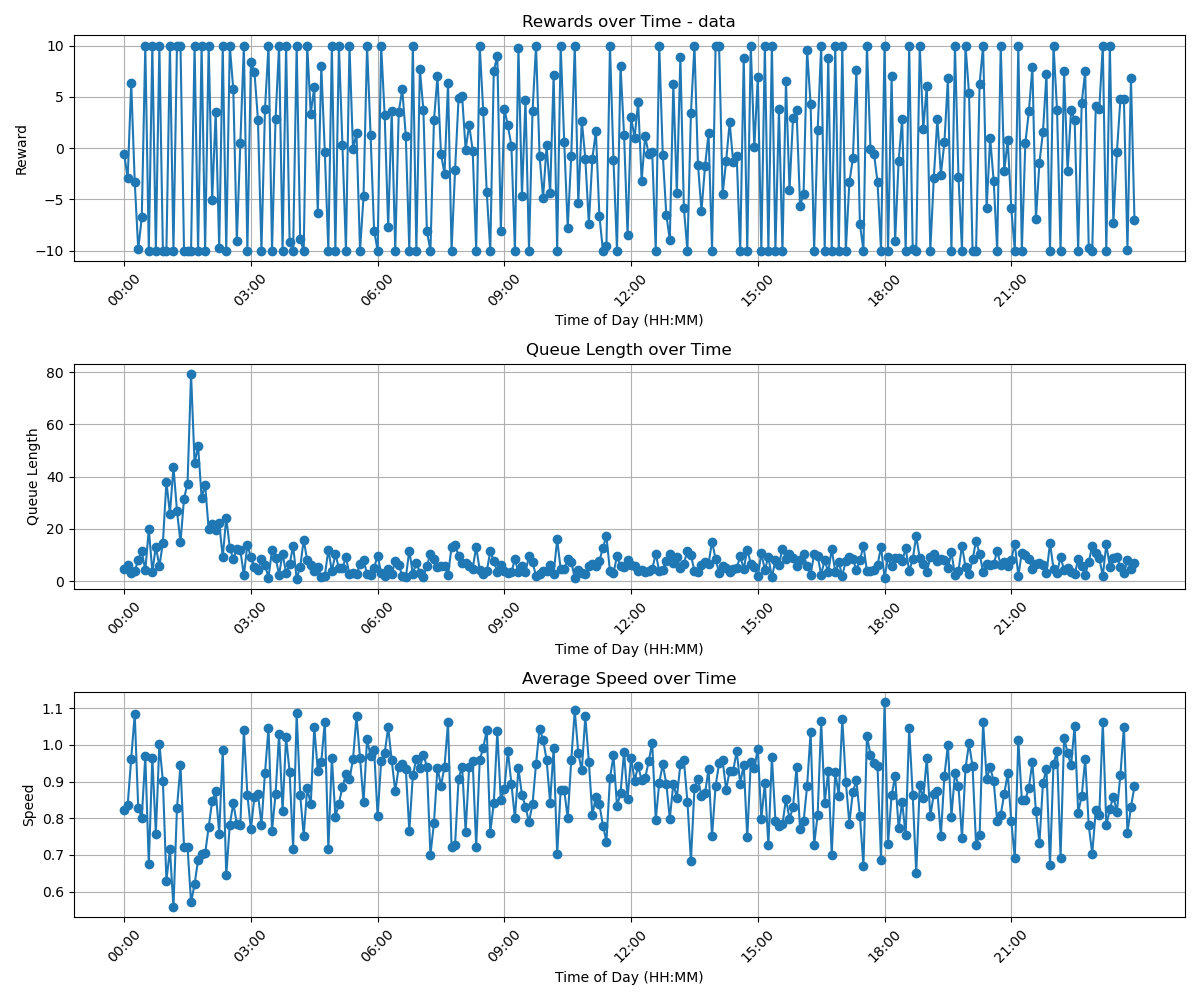 Rewards over Time - data
10
5
0
−5
−10
Reward
00:00 03:00 06:00 09:00 12:00 15:00 18:00 21:00
Time of Day (HH:MM)
Queue Length over Time
80
60
40
20
0
Queue Length
00:00 03:00 06:00 09:00 12:00 15:00 18:00 21:00
Time of Day (HH:MM)
Average Speed over Time
1.1
1.0
0.9
0.8
0.7
0.6
Speed
00:00 03:00 06:00 09:00 12:00 15:00 18:00 21:00
Time of Day (HH:MM)